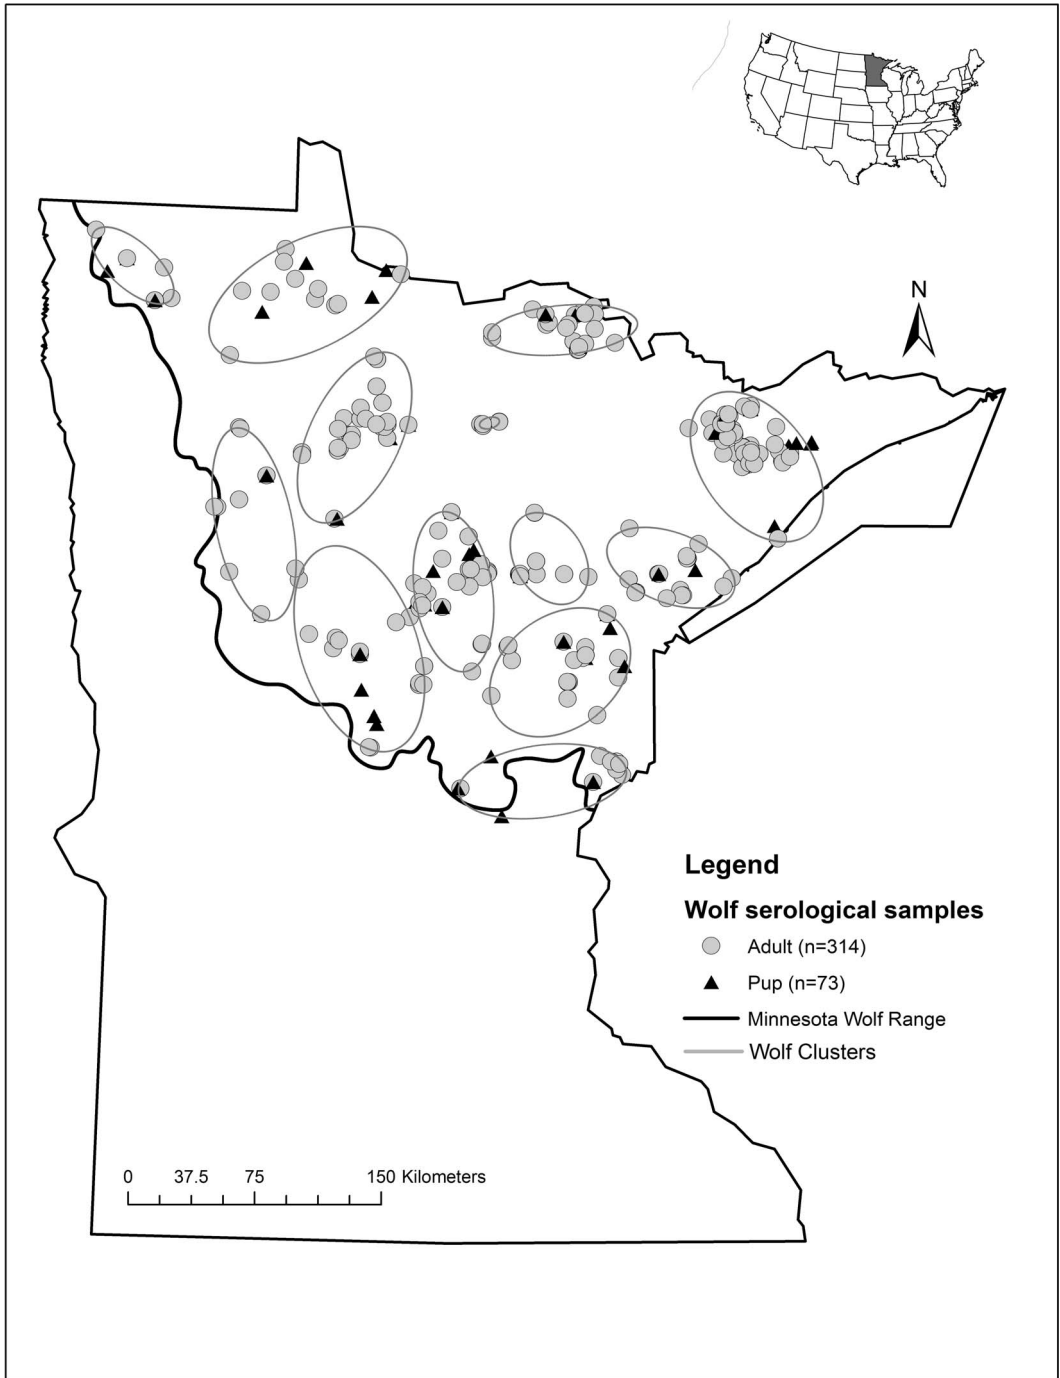 N
Legend
Wolf serological samples
Adult (n=314)
Pup (n=73)
Minnesota Wolf Range
Wolf Clusters
0 37.5 75 150 Kilometers